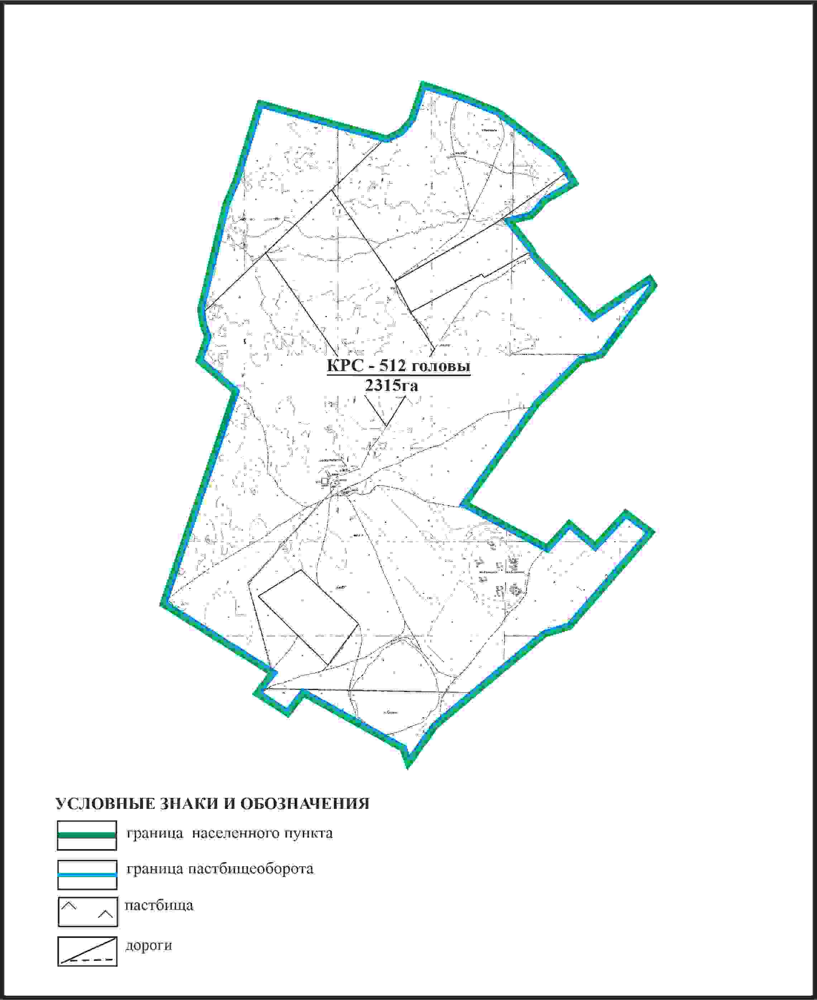 КРС - 512 головы
2315га
УСЛОВНЫЕ ЗНАКИ И ОБОЗНАЧЕНИЯ
граница населенного пункта
граница пастбищеоборота
пастбища
дороги